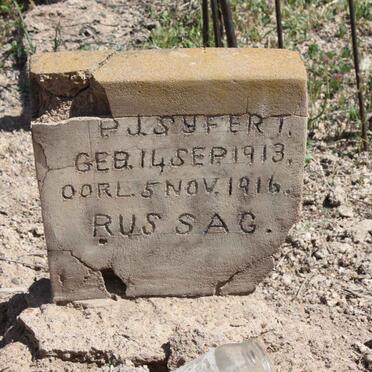 P.J. SYFERT.
GEB. 14 SEP. 1913.
OORL. 5 NOV. 1916.
RUS SAG.